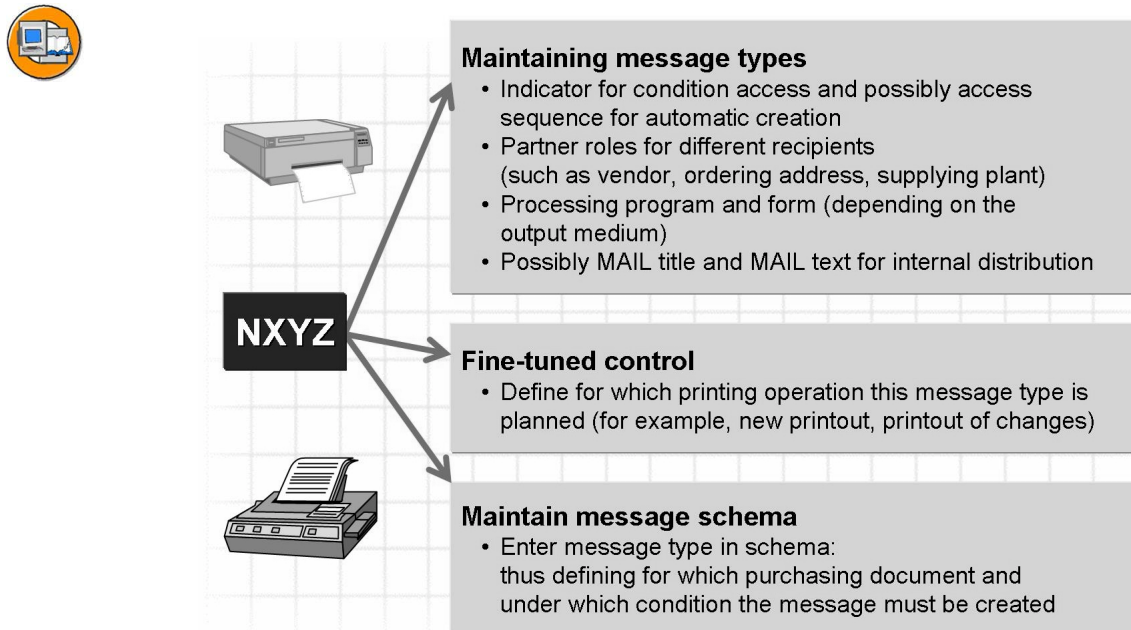 Maintaining message types
• Indicator for condition access and possibly access
sequence for automatic creation
• Partner roles for different recipients
(such as vendor, ordering address, supplying plant)
• Processing program and form (depending on the
output medium)
• Possibly MAIL title and MAIL text for internal distribution
NXYZ
Fine-tuned control
• Define for which printing operation this message type is
planned (for example, new printout, printout of changes)
Maintain message schema
• Enter message type in schema:
thus defining for which purchasing document and
under which condition the message must be created